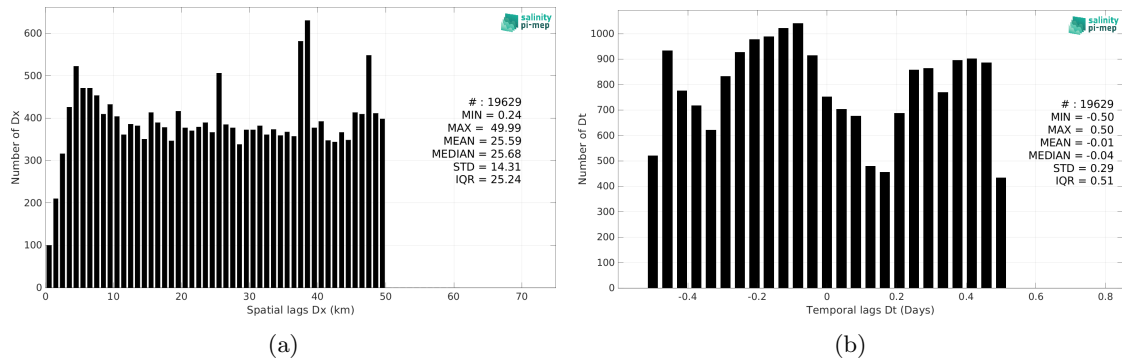 salinity
pi-mep
600
500
400
300
200
100
0
Number of Dx
# : 19629
MIN = 0.24
MAX = 49.99
MEAN = 25.59
MEDIAN = 25.68
STD = 14.31
IQR = 25.24
0 10 20 30 40 50 60 70
Spatial lags Dx (km)
(a)
salinity
pi-mep
1000
900
800
700
600
500
400
300
200
100
0
Number of Dt
# : 19629
MIN = -0.50
MAX = 0.50
MEAN = -0.01
MEDIAN = -0.04
STD = 0.29
IQR = 0.51
-0.4 -0.2 0 0.2 0.4 0.6 0.8
Temporal lags Dt (Days)
(b)